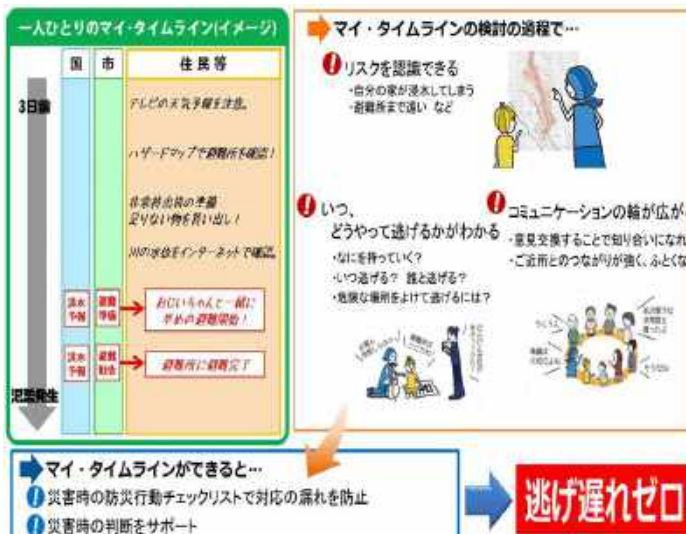 一人ひとりのマイ・タイムライン(イメージ)
国 市 住民等
3日前
テレビの天気予報を注意。
ハザードマップで避難所を確認!
非常持出袋の準備
足りない物を買い出し!
川の水位をインターネットで確認。
洪水予報 避難準備 おじいちゃんと一緒に早めの避難開始!
洪水予報 避難勧告 避難所に避難完了
氾濫発生
マイ・タイムラインの検討の過程で…
リスクを認識できる
・自分の家が浸水してしまう
・避難所まで遠い など
いつ、
どうやって逃げるかがわかる
・なにを持っていく?
・いつ逃げる? 誰と逃げる?
・危険な場所をよけて逃げるには?
コミュニケーションの輪が広が
・意見交換することで知り合いになれ
・ご近所とのつながりが強く、ふとくな
マイ・タイムラインができると…
災害時の防災行動チェックリストで対応の漏れを防止
災害時の判断をサポート
逃げ遅れゼロ